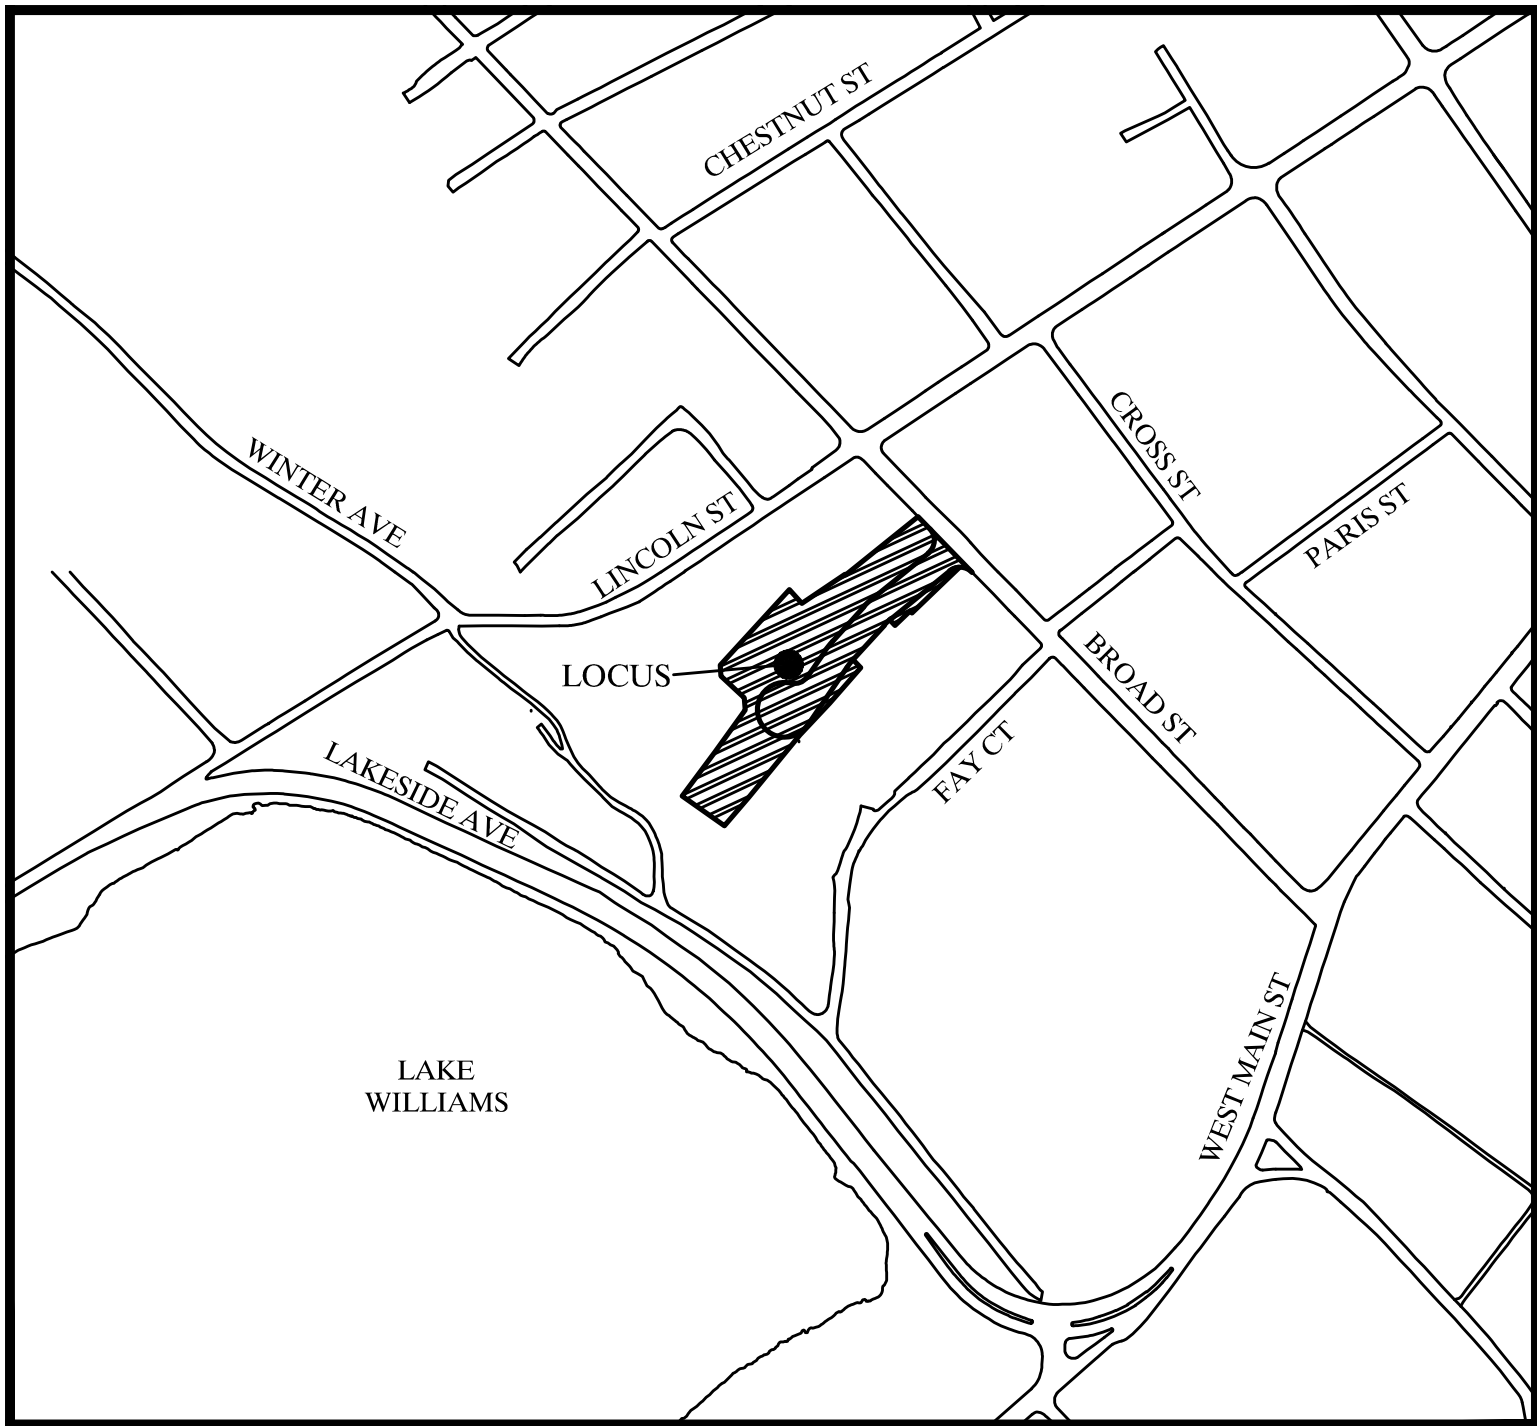 CHESTNUT ST
WINTER AVE
CROSS ST
LINCOLN ST
PARIS ST
LOCUS
BROAD ST
FAY CT
LAKESIDE AVE
WEST MAIN ST
LAKE
WILLIAMS